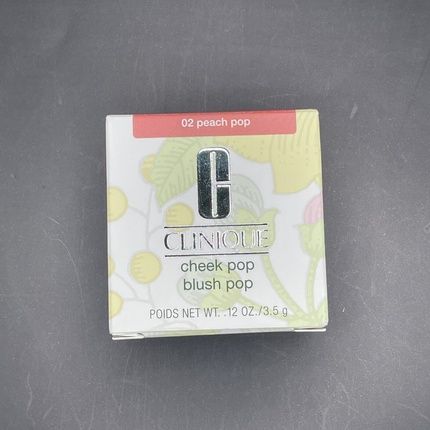 02 peach pop
CLINIQUE
cheek pop
blush pop
POIDS NET WT. .12 OZ./3.5 g